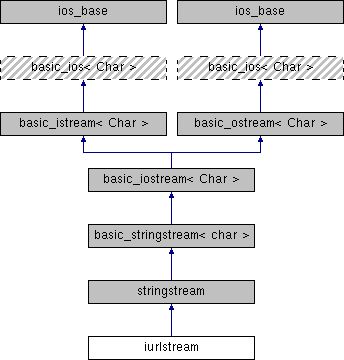 ios_base ios_base
basic_ios< Char > basic_ios< Char >
basic_istream< Char > basic_ostream< Char >
basic_iostream< Char >
basic_stringstream< char >
stringstream
iurlstream